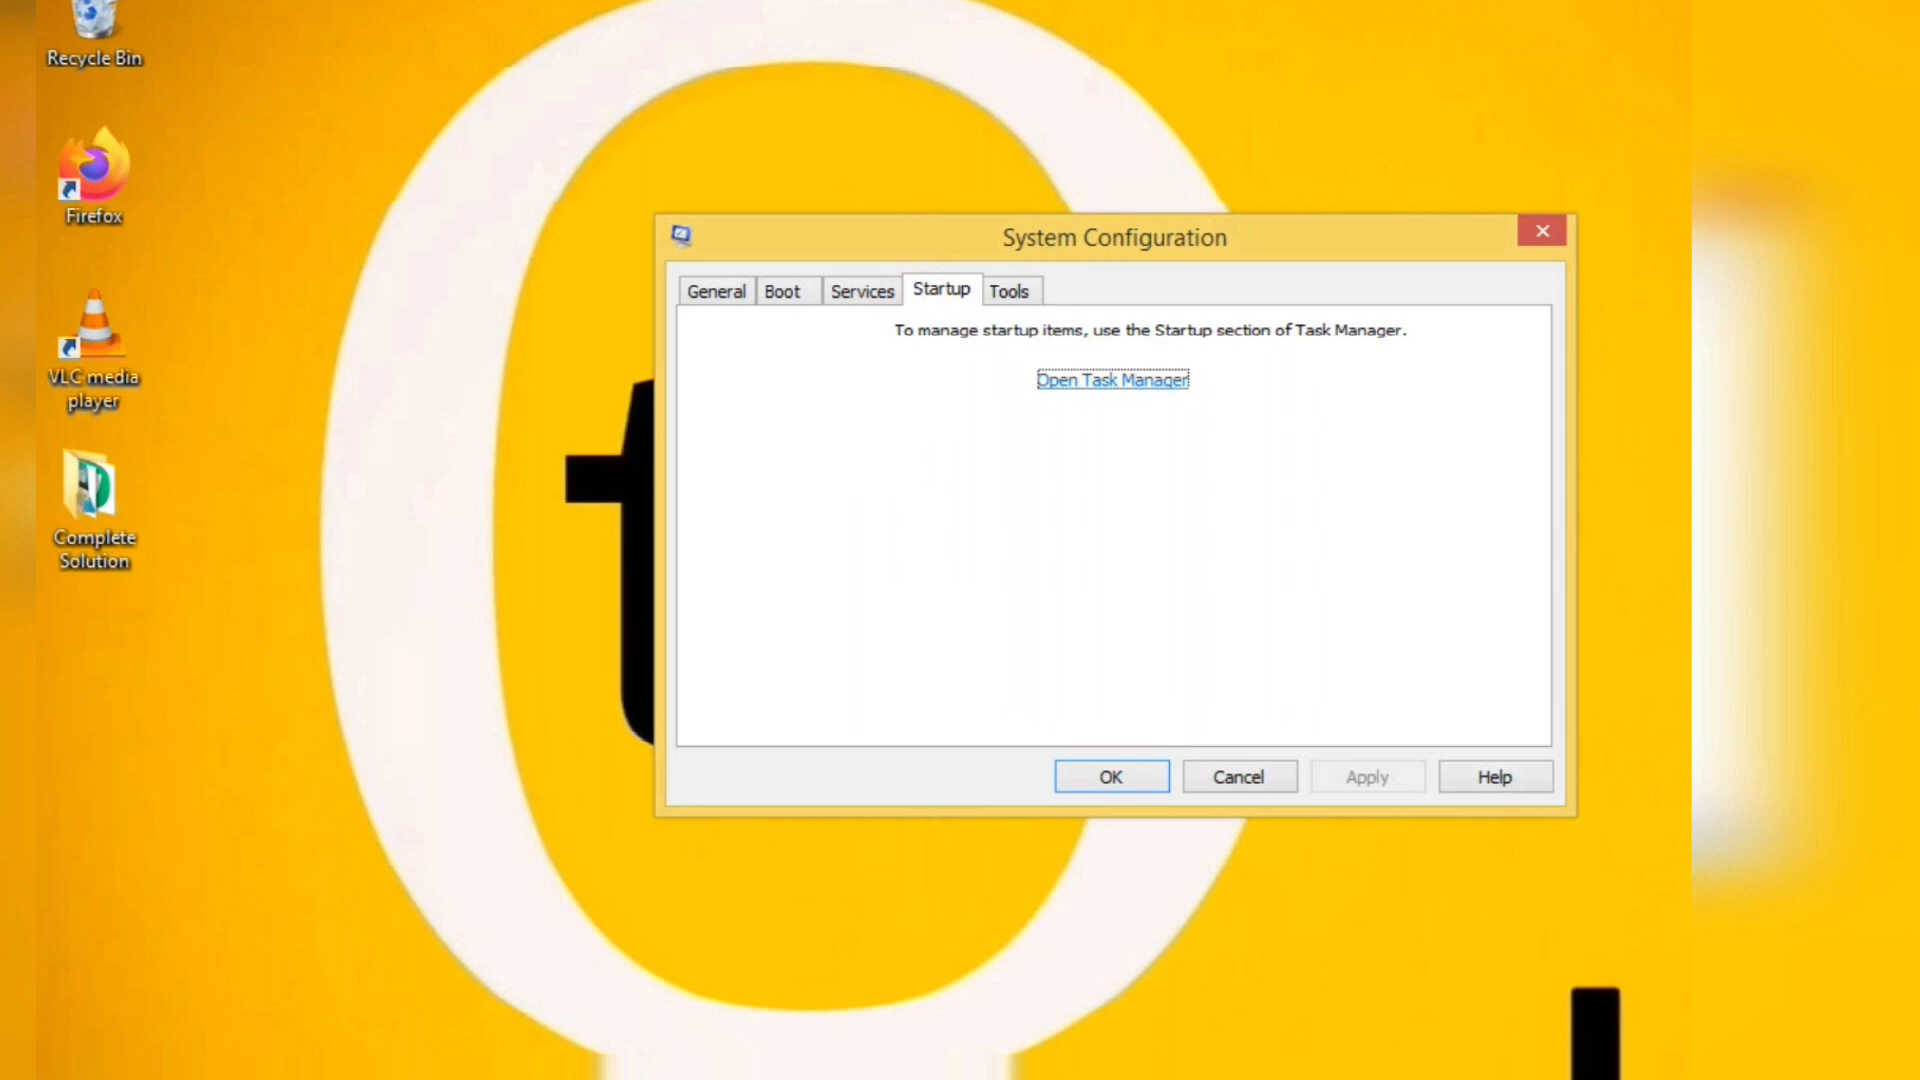 Recycle Bin
Firefox
VLC media
player
Complete
Solution
System Configuration
General
Boot
Services
Startup
Tools
To manage startup items, use the Startup section of Task Manager.
Open Task Manager
OK
Cancel
Apply
Help